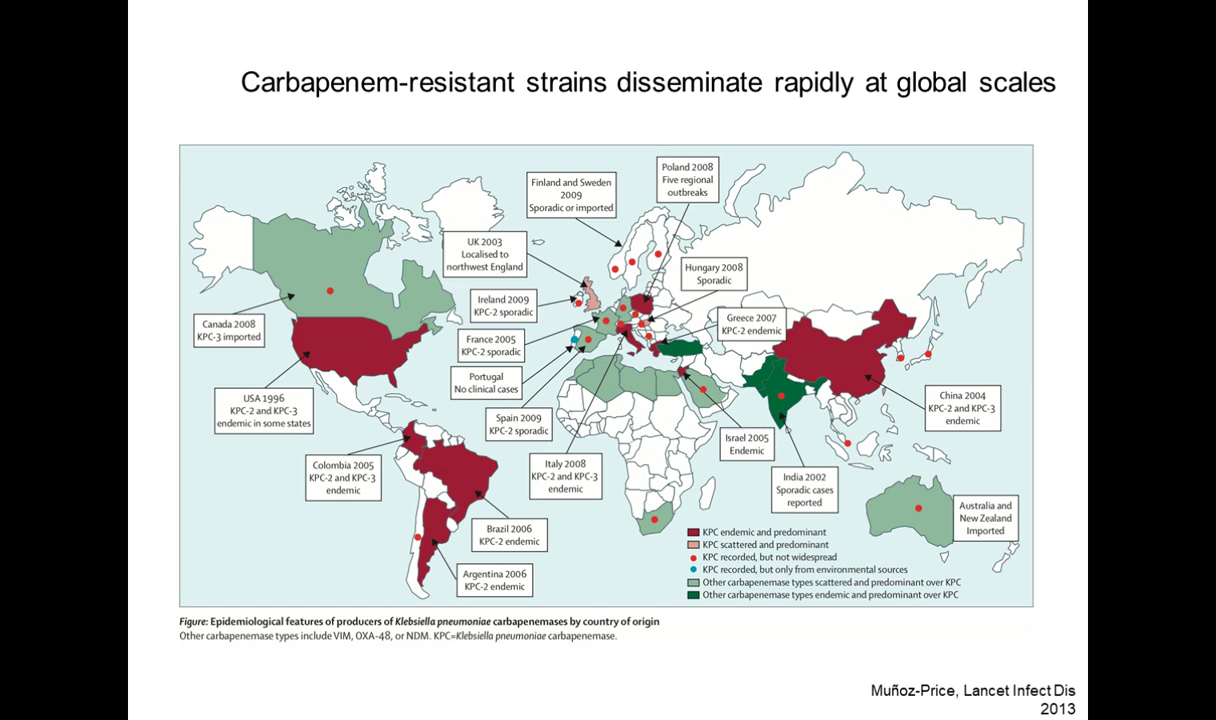 Carbapenem-resistant strains disseminate rapidly at global scales
Poland 2008
Five regional
outbreaks
Finland and Sweden
2009
Sporadic or imported
UK 2003
Localised to
northwest England
Hungary 2008
Sporadic
Ireland 2009
KPC-2 sporadic
Greece 2007
KPC-2 endemic
Canada 2008
KPC-3 imported
France 2005
KPC-2 sporadic
Portugal
No clinical cases
USA 1996
KPC-2 and KPC-3
endemic in some states
China 2004
KPC-2 and KPC-3
endemic
Spain 2009
KPC-2 sporadic
Israel 2005
Endemic
Colombia 2005
KPC-2 and KPC-3
endemic
Italy 2008
KPC-2 and KPC-3
endemic
India 2002
Sporadic cases
reported
Australia and
New Zealand
Imported
Brazil 2006
KPC-2 endemic
Argentina 2006
KPC-2 endemic
KPC endemic and predominant
KPC scattered and predominant
KPC recorded, but not widespread
KPC recorded, but only from environmental sources
Other carbapenemase types scattered and predominant over KPC
Other carbapenemase types endemic and predominant over KPC
Figure: Epidemiological features of producers of Klebsiella pneumoniae carbapenemases by country of origin
Other carbapenemase types include VIM, OXA-48, or NDM. KPC=Klebsiella pneumoniae carbapenemase.
Muñoz-Price, Lancet Infect Dis
2013